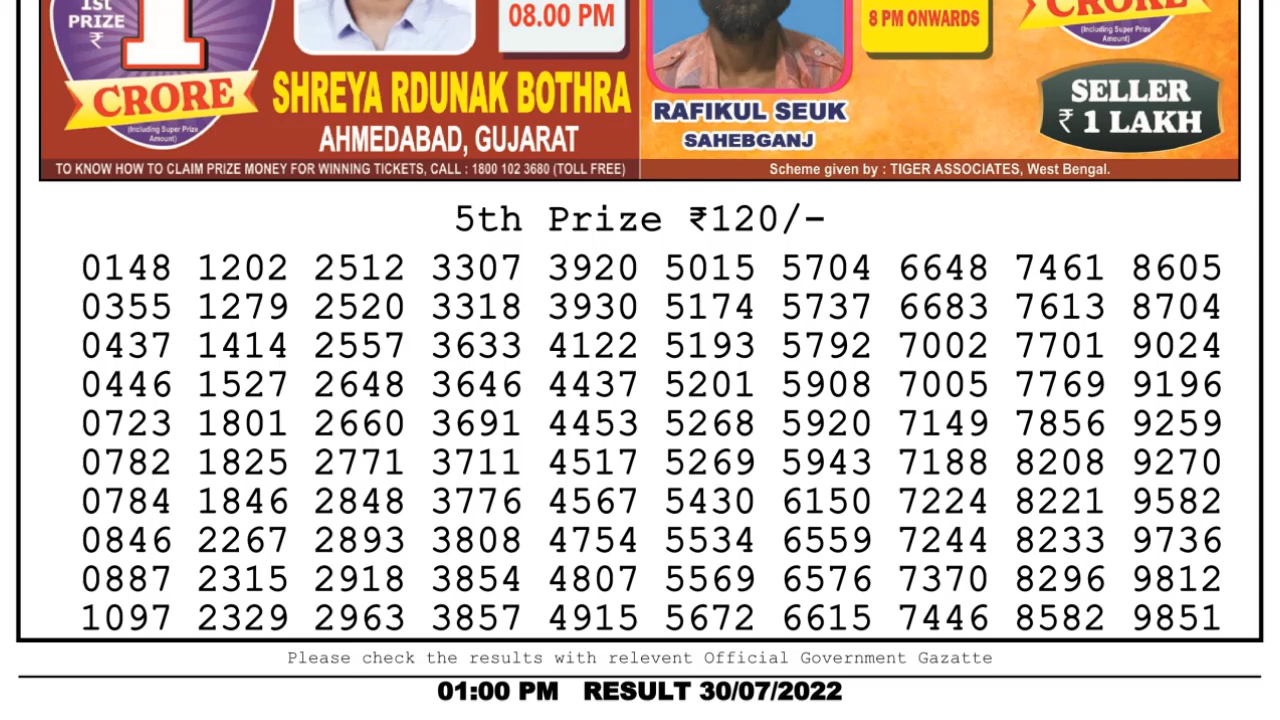 1st
PRIZE
₹
1
CRORE
(Including Super Prize
Amount)
08.00 PM
SHREYA RDUNAK BOTHRA
AHMEDABAD, GUJARAT
TO KNOW HOW TO CLAIM PRIZE MONEY FOR WINNING TICKETS, CALL : 1800 102 3680 (TOLL FREE)
8 PM ONWARDS
RAFIKUL SEUK
SAHEBGANJ
CRORE
(Including Super Prize
Amount)
SELLER
₹ 1 LAKH
Scheme given by : TIGER ASSOCIATES, West Bengal.
5th Prize ₹120/-
0148 1202 2512 3307 3920 5015 5704 6648 7461 8605
0355 1279 2520 3318 3930 5174 5737 6683 7613 8704
0437 1414 2557 3633 4122 5193 5792 7002 7701 9024
0446 1527 2648 3646 4437 5201 5908 7005 7769 9196
0723 1801 2660 3691 4453 5268 5920 7149 7856 9259
0782 1825 2771 3711 4517 5269 5943 7188 8208 9270
0784 1846 2848 3776 4567 5430 6150 7224 8221 9582
0846 2267 2893 3808 4754 5534 6559 7244 8233 9736
0887 2315 2918 3854 4807 5569 6576 7370 8296 9812
1097 2329 2963 3857 4915 5672 6615 7446 8582 9851
Please check the results with relevent Official Government Gazatte
01:00 PM RESULT 30/07/2022